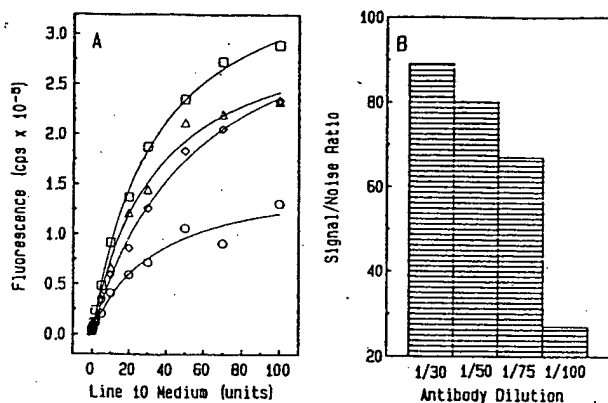 A
3.0
2.5
2.0
1.5
1.0
0.5
0.0
Fluorescence (cps x
0 20 40 60 80 100
Line 10 Medium (units)
B
100
80
60
40
20
Signal/Noise Ratio
1/30 1/50 1/75 1/100
Antibody Dilution